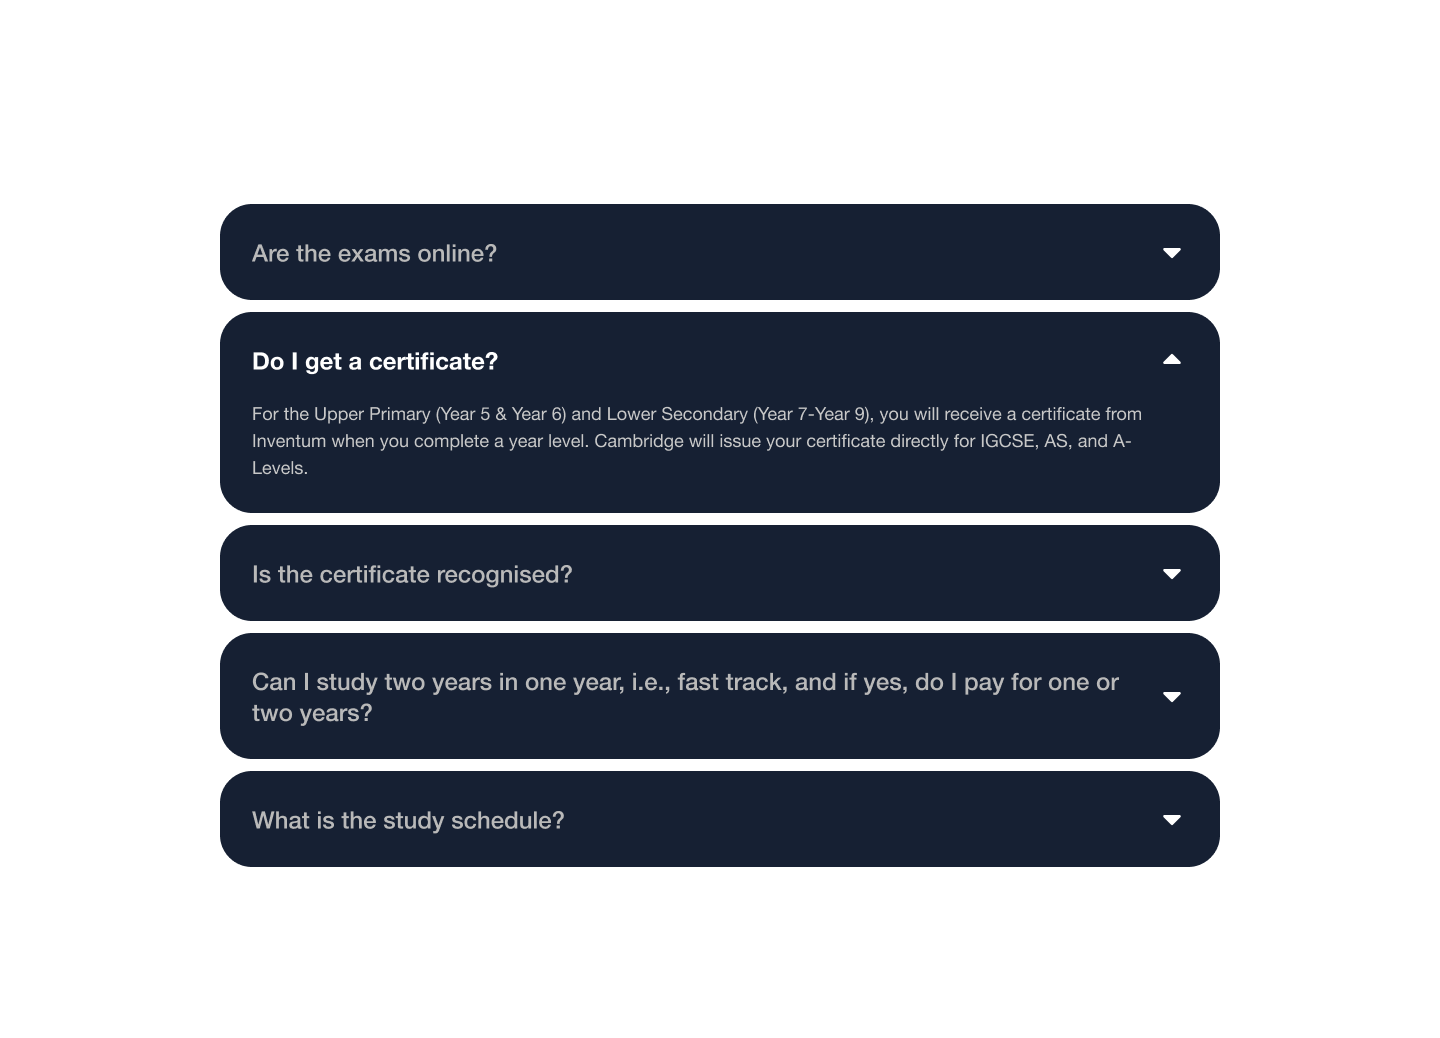 Are the exams online?
Do I get a certificate?
For the Upper Primary (Year 5 & Year 6) and Lower Secondary (Year 7-Year 9), you will receive a certificate from
Inventum when you complete a year level. Cambridge will issue your certificate directly for IGCSE, AS, and A-
Levels.
Is the certificate recognised?
Can I study two years in one year, i.e., fast track, and if yes, do I pay for one or
two years?
What is the study schedule?